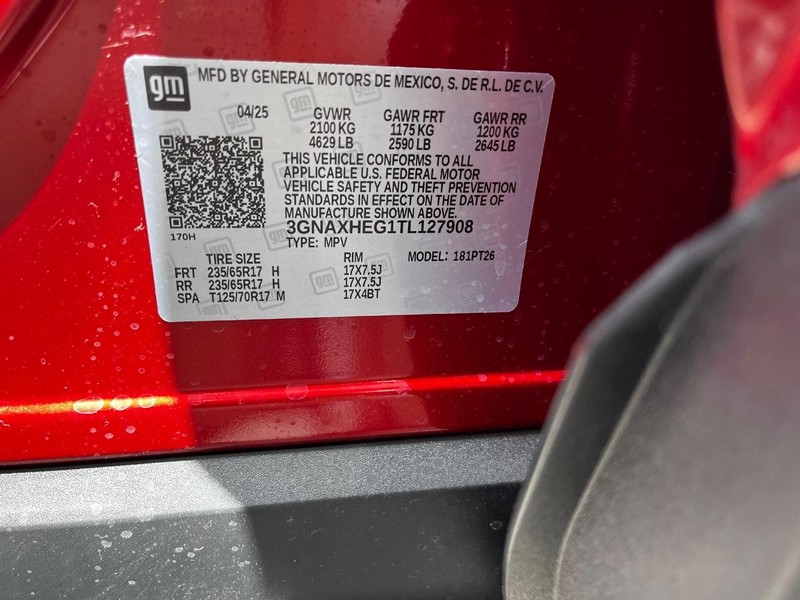 gm MFD BY GENERAL MOTORS DE MEXICO, S. DE R.L. DE C.V.
04/25 GVWR GAWR FRT GAWR RR
2100 KG 1175 KG 1200 KG
4629 LB 2590 LB 2645 LB
THIS VEHICLE CONFORMS TO ALL
APPLICABLE U.S. FEDERAL MOTOR
VEHICLE SAFETY AND THEFT PREVENTION
STANDARDS IN EFFECT ON THE DATE OF
MANUFACTURE SHOWN ABOVE.
3GNAXHEG1TL127908
170H TYPE: MPV
TIRE SIZE RIM MODEL: 181PT26
FRT 235/65R17 H 17X7.5J
RR 235/65R17 H 17X7.5J
SPA T125/70R17 M 17X4BT